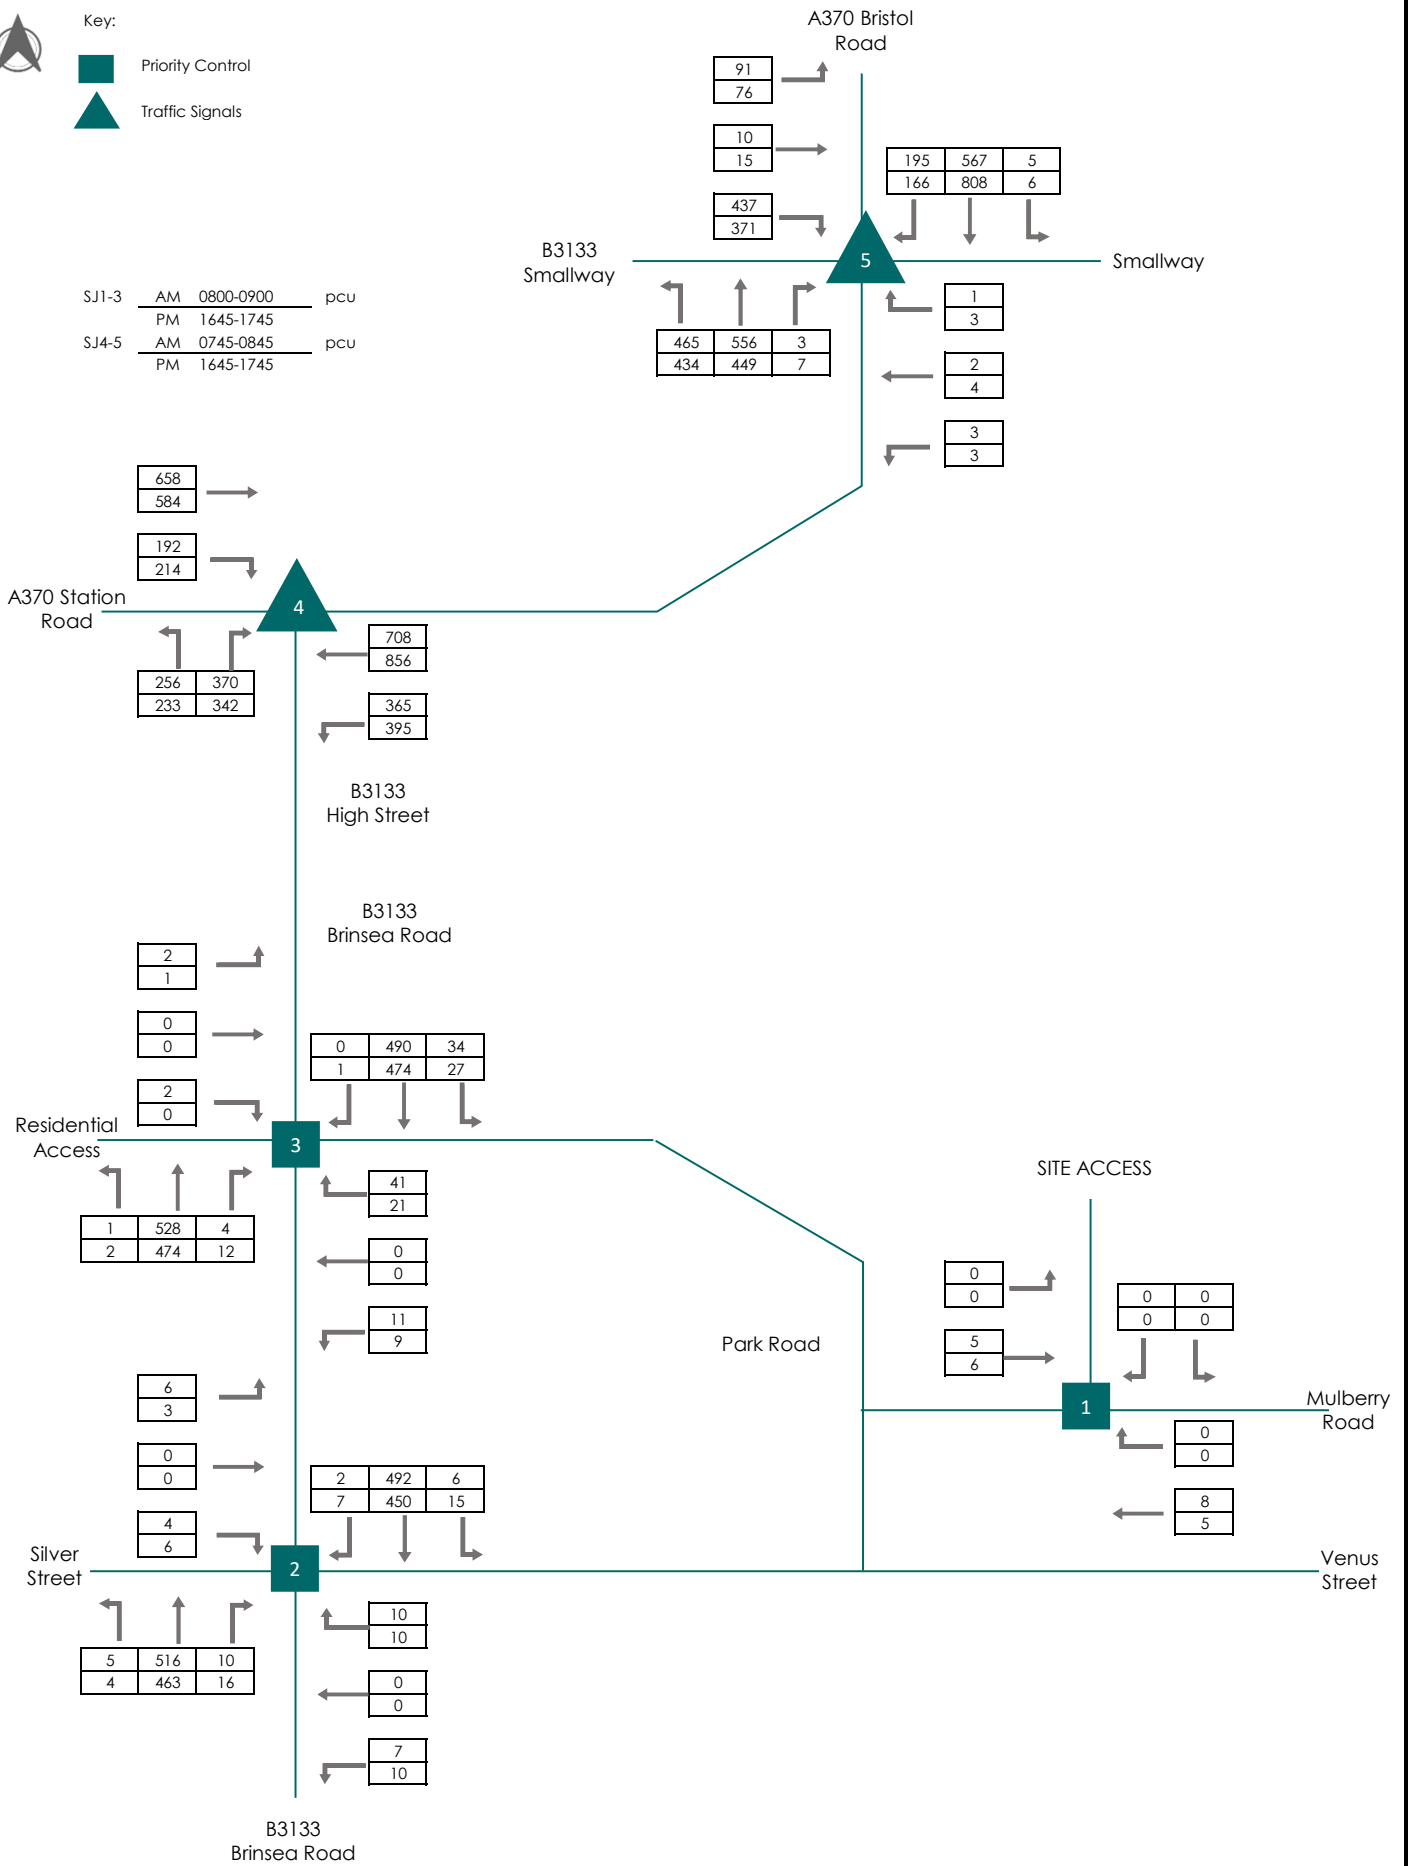 Key:
Priority Control
Traffic Signals
A370 Bristol
Road
91
76
10
15
437
371
195 567 5
166 808 6
B3133
Smallway
5
Smallway
SJ1-3 AM 0800-0900 pcu
PM 1645-1745
SJ4-5 AM 0745-0845 pcu
PM 1645-1745
465 556 3
434 449 7
1
3
2
4
3
3
658
584
192
214
A370 Station
Road
4
708
856
256 370
233 342
365
395
B3133
High Street
B3133
Brinsea Road
2
1
0
0
2
0
0 490 34
1 474 27
Residential
Access
3
1 528 4
2 474 12
41
21
0
0
11
9
SITE ACCESS
0
0
5
6
0 0
0 0
Park Road
1
Mulberry
Road
0
0
8
5
6
3
0
0
4
6
2 492 6
7 450 15
Silver
Street
2
Venus
Street
5 516 10
4 463 16
10
10
0
0
7
10
B3133
Brinsea Road